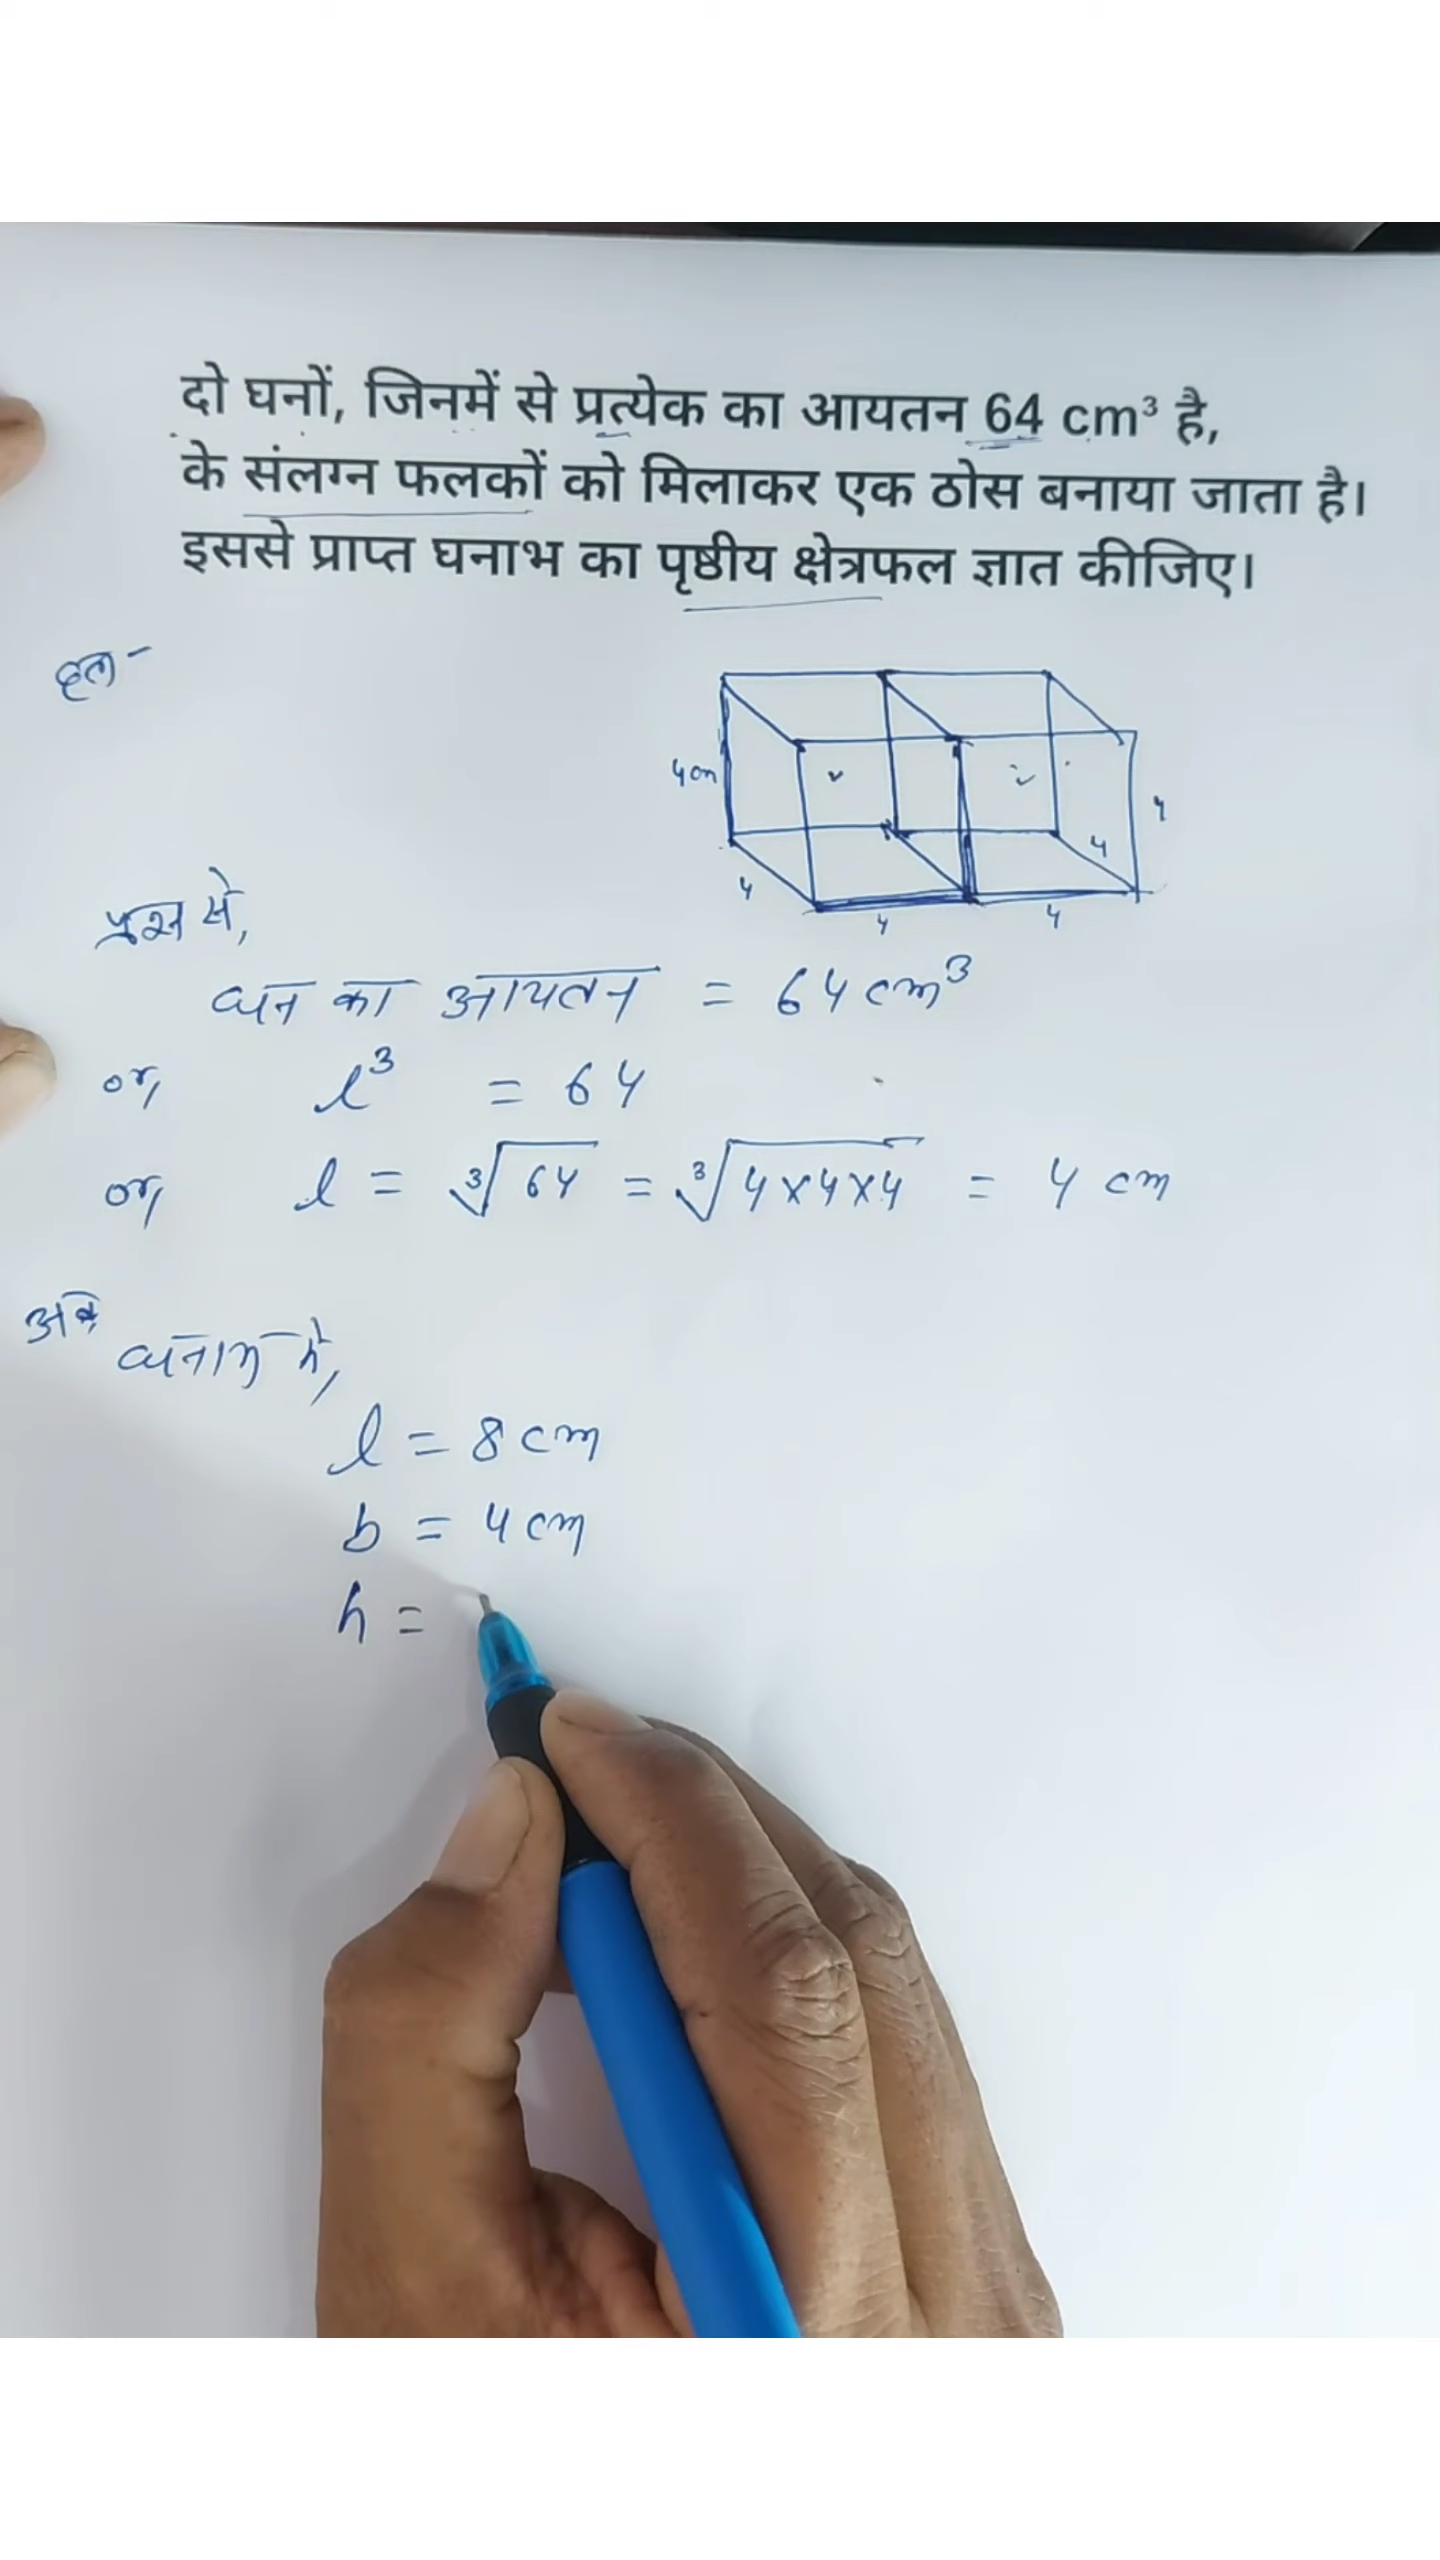 दो घनों, जिनमें से प्रत्येक का आयतन 64 cm³ है,
के संलग्न फलकों को मिलाकर एक ठोस बनाया जाता है।
इससे प्राप्त घनाभ का पृष्ठीय क्षेत्रफल ज्ञात कीजिए।
हल-
4cm
4
4
4
4
4
प्रश्न से,
घन का आयतन = 64 cm³
or, l³ = 64
or, l = ∛64 = ∛4×4×4 = 4 cm
अब,
घनाभ में,
l = 8 cm
b = 4 cm
h =